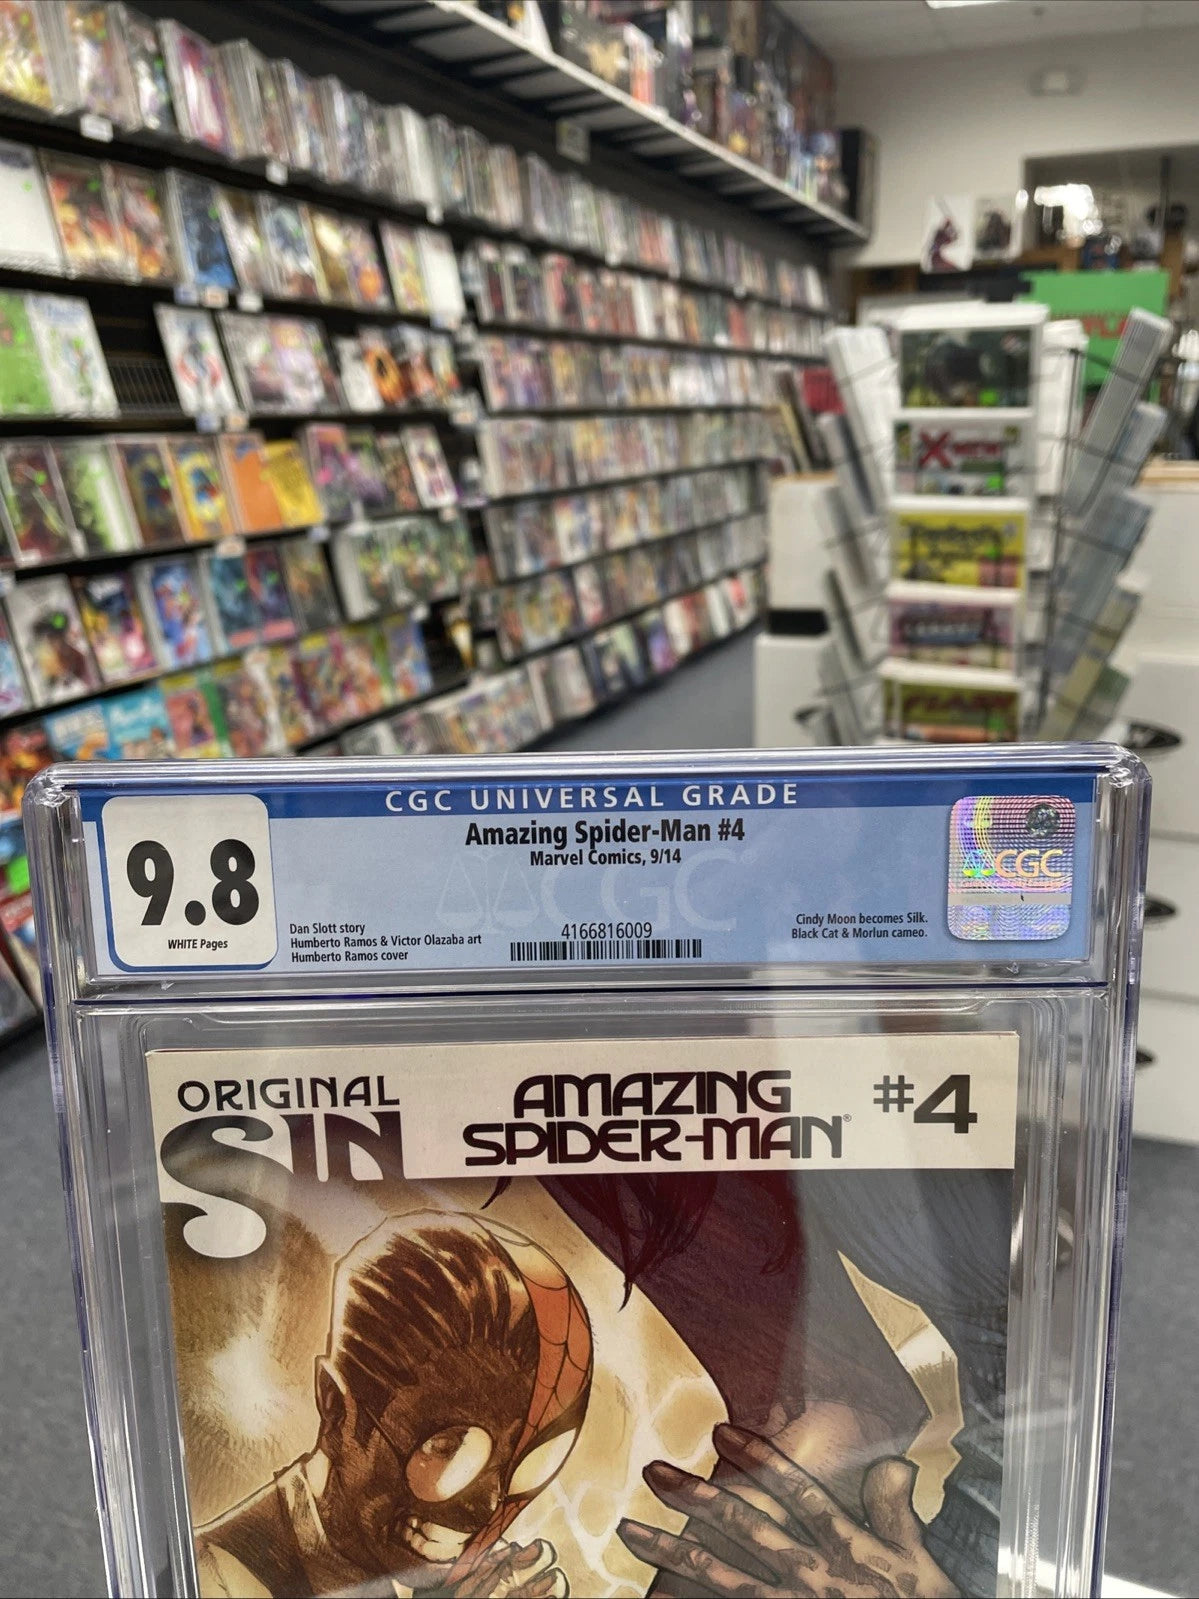 X-MEN
CGC UNIVERSAL GRADE
9.8
WHITE Pages
Amazing Spider-Man #4
Marvel Comics, 9/14
Dan Slott story
Humberto Ramos & Victor Olazaba art
Humberto Ramos cover
4166816009
Cindy Moon becomes Silk.
Black Cat & Morlun cameo.
CGC
CGC
ORIGINAL
SIN
AMAZING
SPIDER-MAN®
#4